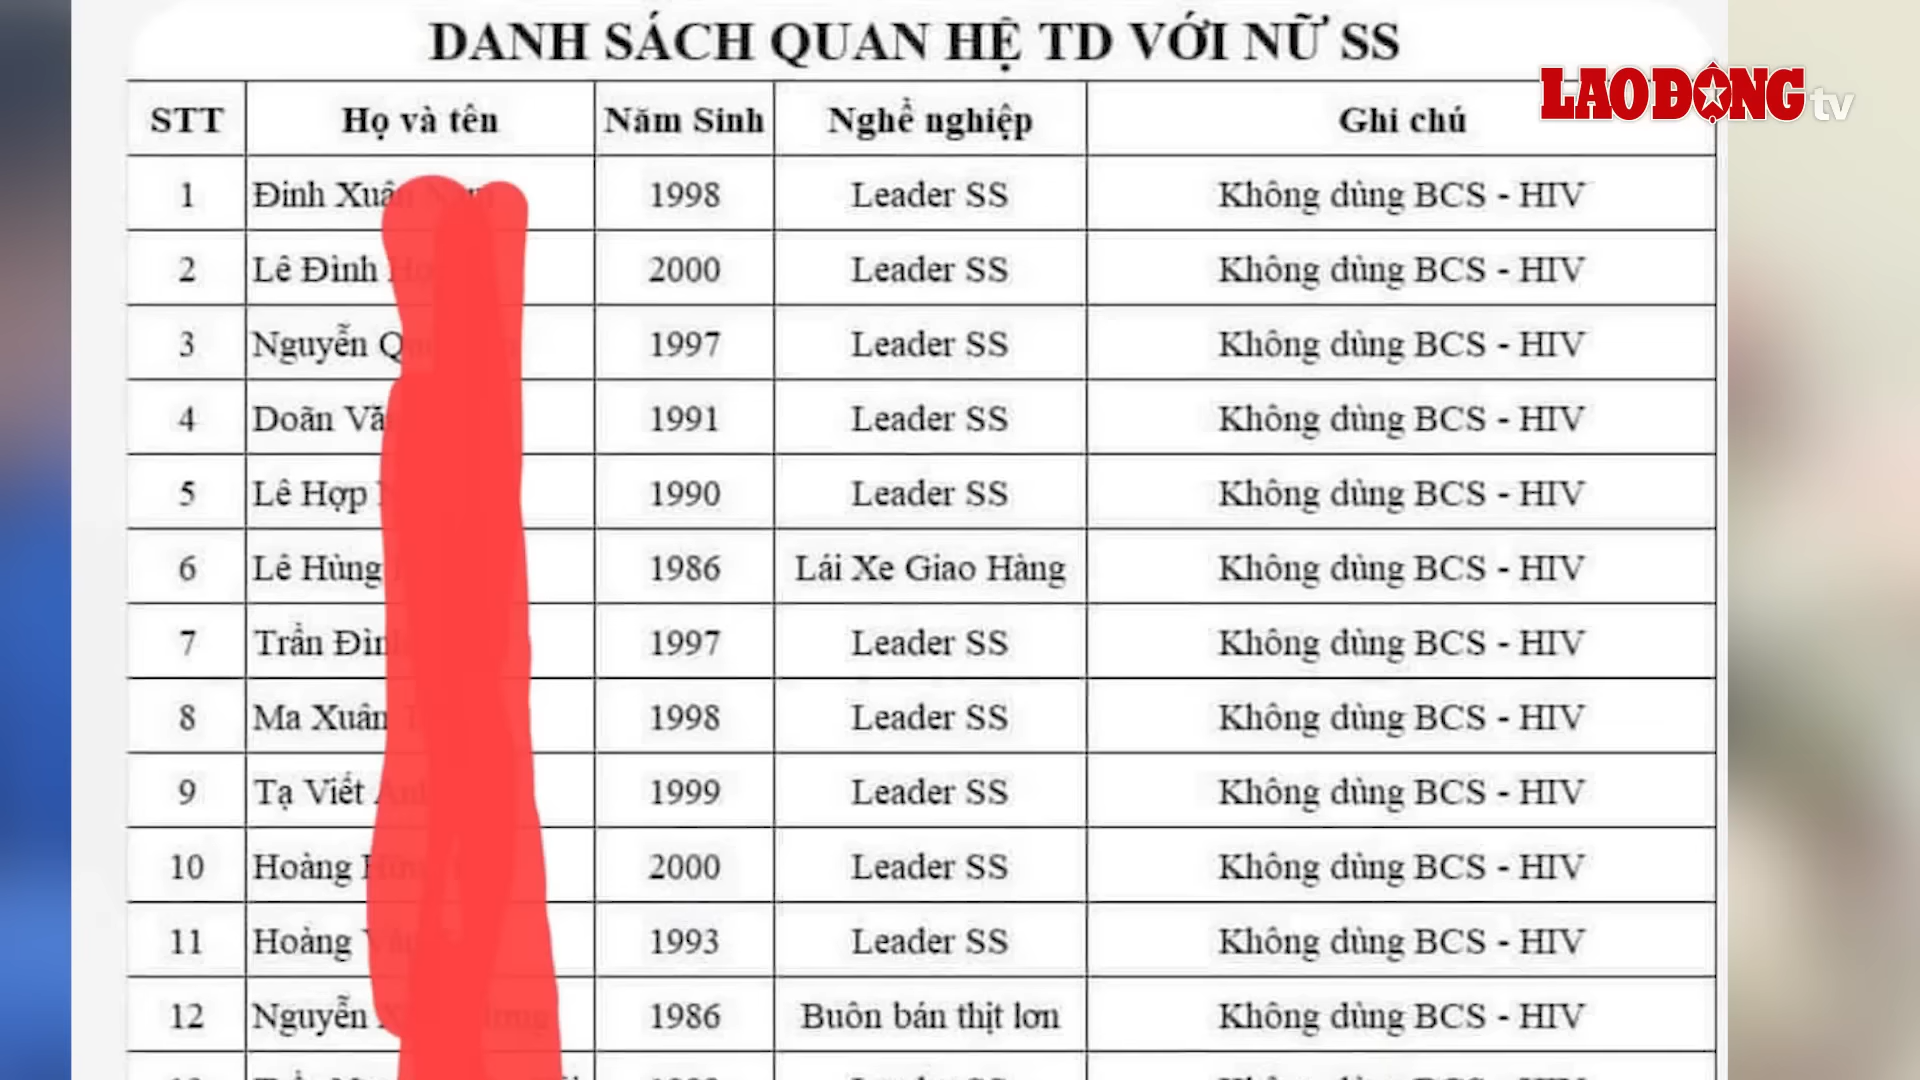 DANH SÁCH QUAN HỆ TD VỚI NỮ SS
LAO ĐỘNG tv
STT Họ và tên Năm Sinh Nghề nghiệp Ghi chú
1 Đinh Xuân 1998 Leader SS Không dùng BCS - HIV
2 Lê Đình 2000 Leader SS Không dùng BCS - HIV
3 Nguyễn 1997 Leader SS Không dùng BCS - HIV
4 Doãn 1991 Leader SS Không dùng BCS - HIV
5 Lê Hợp 1990 Leader SS Không dùng BCS - HIV
6 Lê Hùng 1986 Lái Xe Giao Hàng Không dùng BCS - HIV
7 Trần 1997 Leader SS Không dùng BCS - HIV
8 Ma Xuân 1998 Leader SS Không dùng BCS - HIV
9 Tạ Viết 1999 Leader SS Không dùng BCS - HIV
10 Hoàng 2000 Leader SS Không dùng BCS - HIV
11 Hoàng 1993 Leader SS Không dùng BCS - HIV
12 Nguyễn 1986 Buôn bán thịt lơn Không dùng BCS - HIV